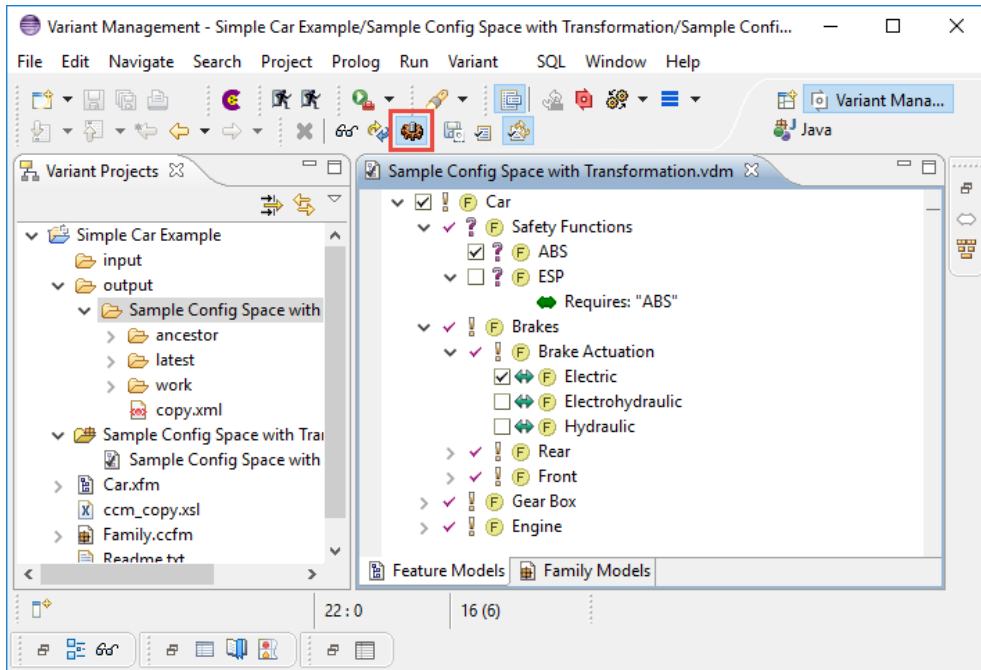 Variant Management - Simple Car Example/Sample Config Space with Transformation/Sample Confi...
File Edit Navigate Search Project Prolog Run Variant SQL Window Help
Variant Mana...
Java
Variant Projects
Simple Car Example
input
output
Sample Config Space with
ancestor
latest
work
copy.xml
Sample Config Space with Tra
Sample Config Space with
Car.xfm
ccm_copy.xsl
Family.ccfm
Readme.txt
Sample Config Space with Transformation.vdm
Car
Safety Functions
ABS
ESP
Requires: "ABS"
Brakes
Brake Actuation
Electric
Electrohydraulic
Hydraulic
Rear
Front
Gear Box
Engine
Feature Models Family Models
22 : 0 16 (6)